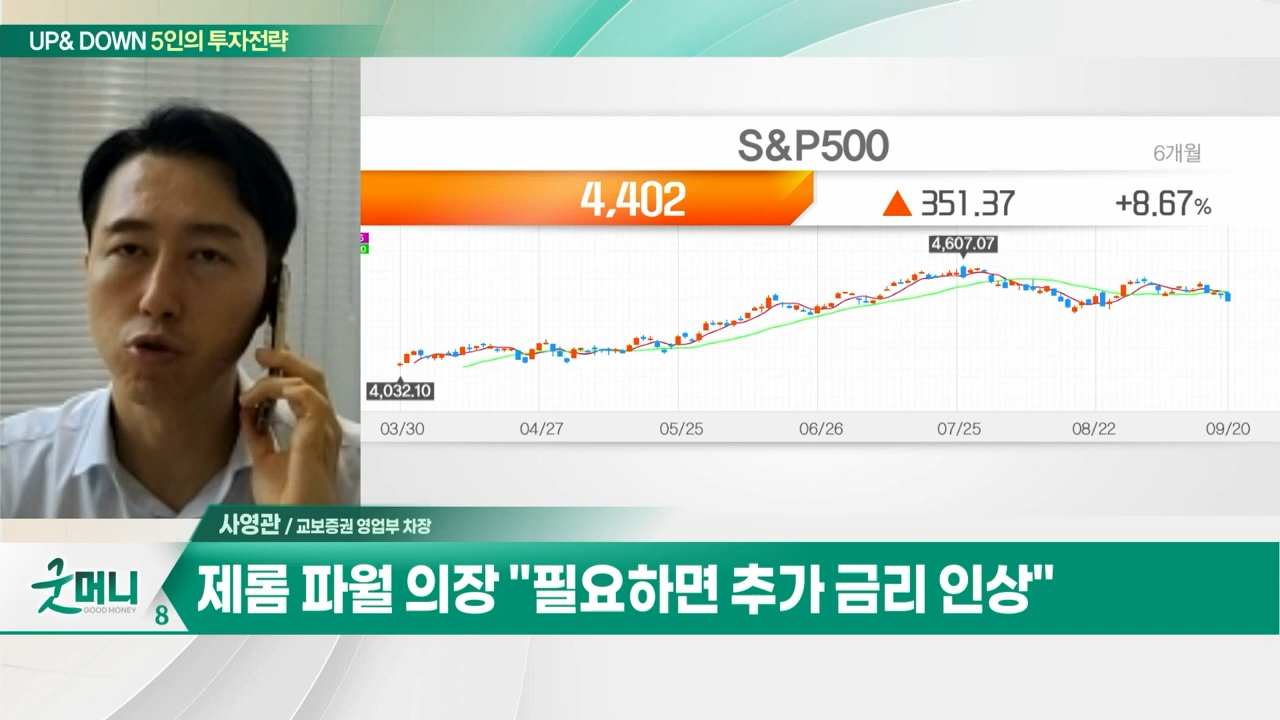 UP& DOWN 5인의 투자전략
S&P500
6개월
4,402 ▲ 351.37 +8.67%
4,607.07
4,032.10
03/30 04/27 05/25 06/26 07/25 08/22 09/20
사영관 / 교보증권 영업부 차장
제롬 파월 의장 "필요하면 추가 금리 인상"
굿머니
GOOD MONEY
8